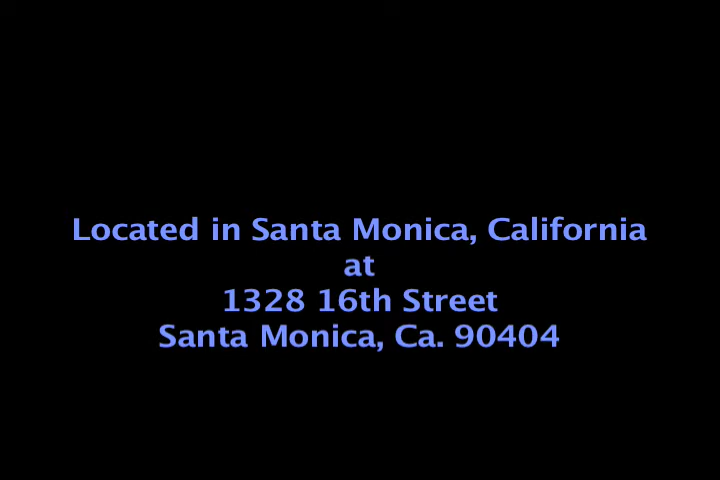 Located in Santa Monica, California
at
1328 16th Street
Santa Monica, Ca. 90404